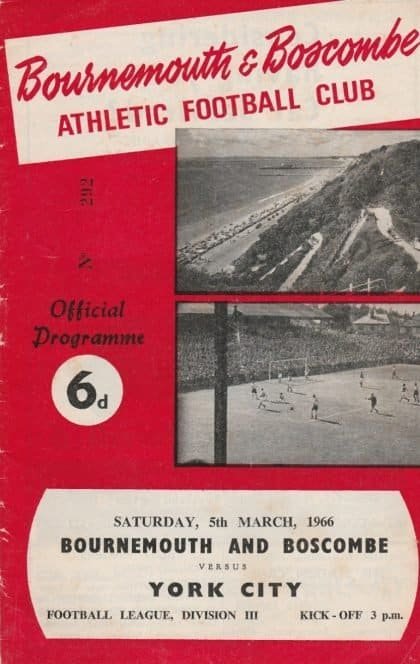 Bournemouth & Boscombe
ATHLETIC FOOTBALL CLUB
Nº 292
Official
Programme
6d
SATURDAY, 5th MARCH, 1966
BOURNEMOUTH AND BOSCOMBE
VERSUS
YORK CITY
FOOTBALL LEAGUE, DIVISION III KICK-OFF 3 p.m.